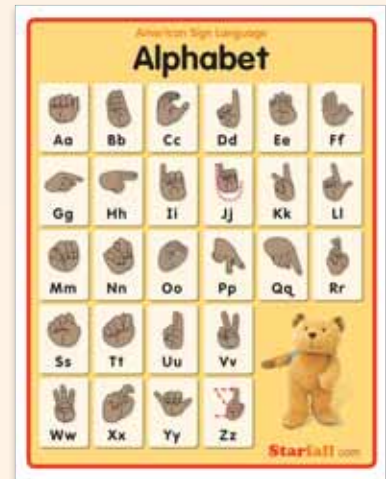 American Sign Language
Alphabet
Aa Bb Cc Dd Ee Ff
Gg Hh Ii Jj Kk Ll
Mm Nn Oo Pp Qq Rr
Ss Tt Uu Vv
Ww Xx Yy Zz
Starfall.com